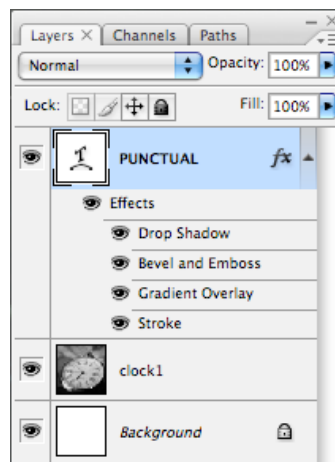 Layers × Channels Paths
Normal Opacity: 100%
Lock: Fill: 100%
PUNCTUAL fx
Effects
Drop Shadow
Bevel and Emboss
Gradient Overlay
Stroke
clock1
Background